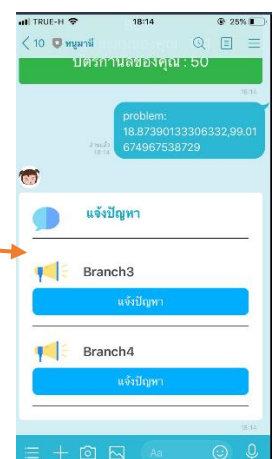 TRUE-H 18:14 25%
10 หนูมานี
บัตรกำนัลของคุณ : 50
18:14
problem:
18.87390133306332,99.01
674967538729
อ่านแล้ว
18:14
แจ้งปัญหา
Branch3
แจ้งปัญหา
Branch4
แจ้งปัญหา
18:14
Aa